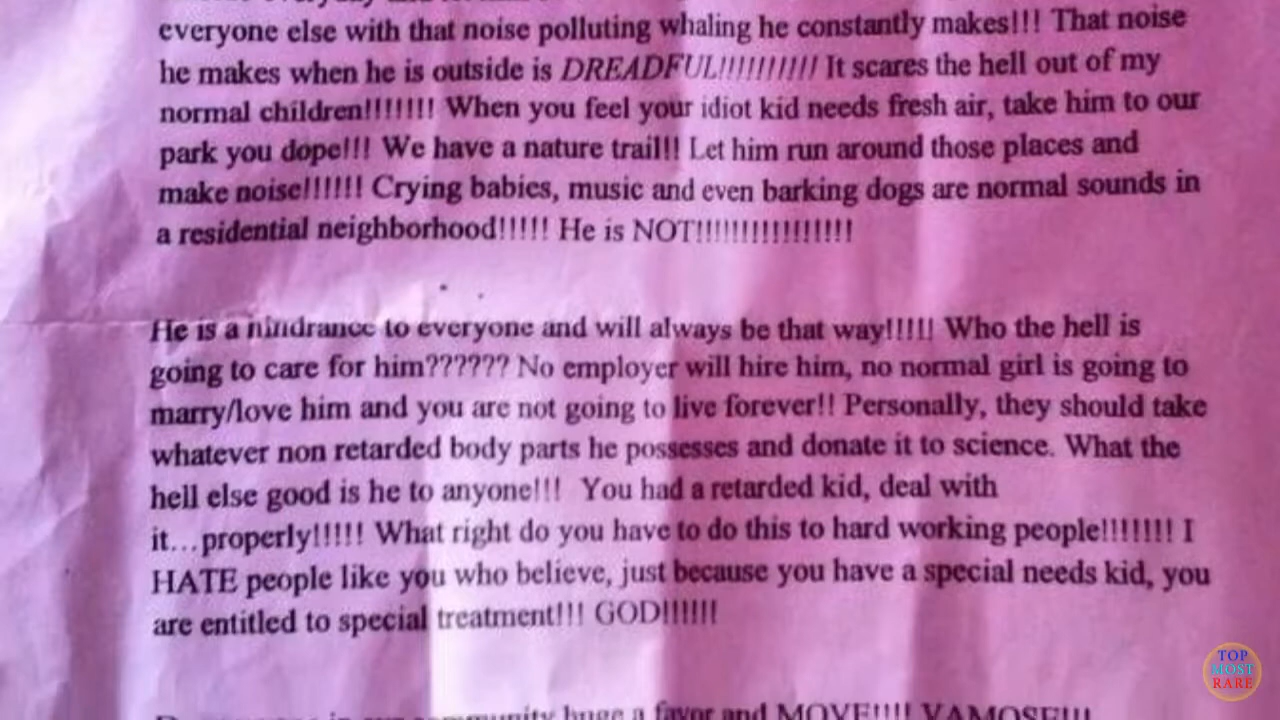 everyone else with that noise polluting whaling he constantly makes!!! That noise
he makes when he is outside is DREADFUL!!!!!!!!!! It scares the hell out of my
normal children!!!!!!! When you feel your idiot kid needs fresh air, take him to our
park you dope!!! We have a nature trail!! Let him run around those places and
make noise!!!!!! Crying babies, music and even barking dogs are normal sounds in
a residential neighborhood!!!!! He is NOT!!!!!!!!!!!!!!!!!
He is a hindrance to everyone and will always be that way!!!!! Who the hell is
going to care for him?????? No employer will hire him, no normal girl is going to
marry/love him and you are not going to live forever!! Personally, they should take
whatever non retarded body parts he possesses and donate it to science. What the
hell else good is he to anyone!!! You had a retarded kid, deal with
it...properly!!!!! What right do you have to do this to hard working people!!!!!!! I
HATE people like you who believe, just because you have a special needs kid, you
are entitled to special treatment!!! GOD!!!!!!
community huge a favor and MOVE!!!! VAMOSE!!!
TOP
MOST
RARE